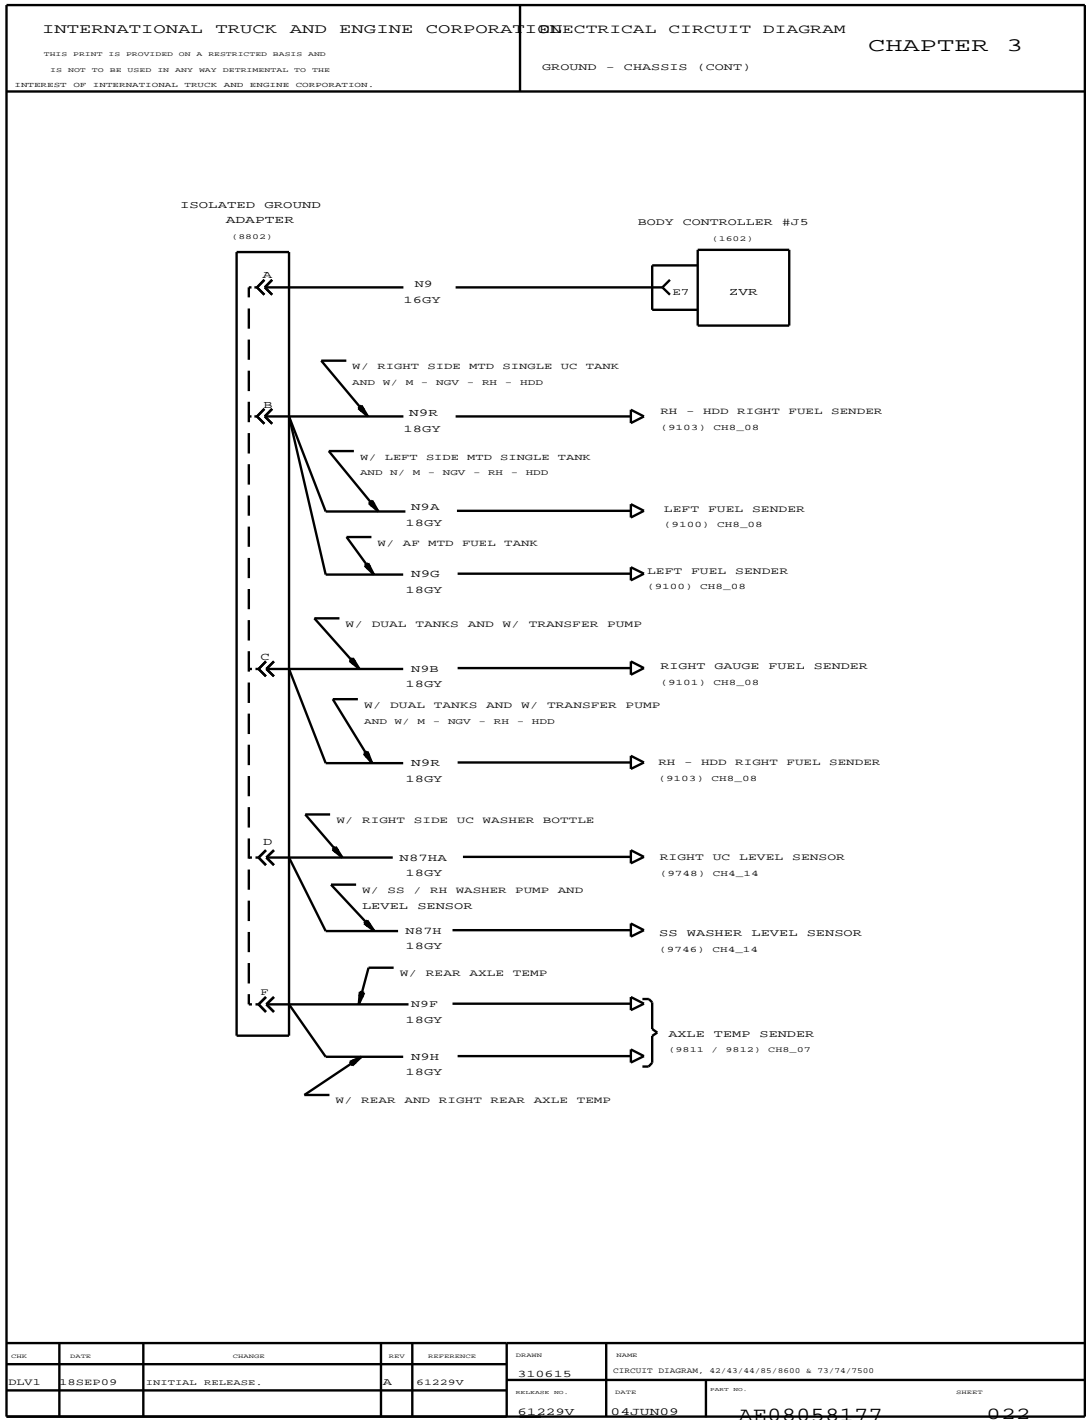 INTERNATIONAL TRUCK AND ENGINE CORPORATION
THIS PRINT IS PROVIDED ON A RESTRICTED BASIS AND
IS NOT TO BE USED IN ANY WAY DETRIMENTAL TO THE
INTEREST OF INTERNATIONAL TRUCK AND ENGINE CORPORATION.
ELECTRICAL CIRCUIT DIAGRAM
GROUND - CHASSIS (CONT)
CHAPTER 3
ISOLATED GROUND
ADAPTER
(8802)
BODY CONTROLLER #J5
(1602)
A
N9
16GY
E7
ZVR
W/ RIGHT SIDE MTD SINGLE UC TANK
AND W/ M - NGV - RH - HDD
B
N9R
18GY
RH - HDD RIGHT FUEL SENDER
(9103) CH8_08
W/ LEFT SIDE MTD SINGLE TANK
AND N/ M - NGV - RH - HDD
N9A
18GY
LEFT FUEL SENDER
(9100) CH8_08
W/ AF MTD FUEL TANK
N9G
18GY
LEFT FUEL SENDER
(9100) CH8_08
W/ DUAL TANKS AND W/ TRANSFER PUMP
C
N9B
18GY
RIGHT GAUGE FUEL SENDER
(9101) CH8_08
W/ DUAL TANKS AND W/ TRANSFER PUMP
AND W/ M - NGV - RH - HDD
N9R
18GY
RH - HDD RIGHT FUEL SENDER
(9103) CH8_08
W/ RIGHT SIDE UC WASHER BOTTLE
D
N87HA
18GY
RIGHT UC LEVEL SENSOR
(9748) CH4_14
W/ SS / RH WASHER PUMP AND
LEVEL SENSOR
N87H
18GY
SS WASHER LEVEL SENSOR
(9746) CH4_14
W/ REAR AXLE TEMP
F
N9F
18GY
AXLE TEMP SENDER
(9811 / 9812) CH8_07
N9H
18GY
W/ REAR AND RIGHT REAR AXLE TEMP
CHK DATE CHANGE REV REFERENCE
DLV1 18SEP09 INITIAL RELEASE. A 61229V
DRAWN
310615
NAME
CIRCUIT DIAGRAM, 42/43/44/85/8600 & 73/74/7500
RELEASE NO.
61229V
DATE
04JUN09
PART NO.
AE08058177
SHEET
022